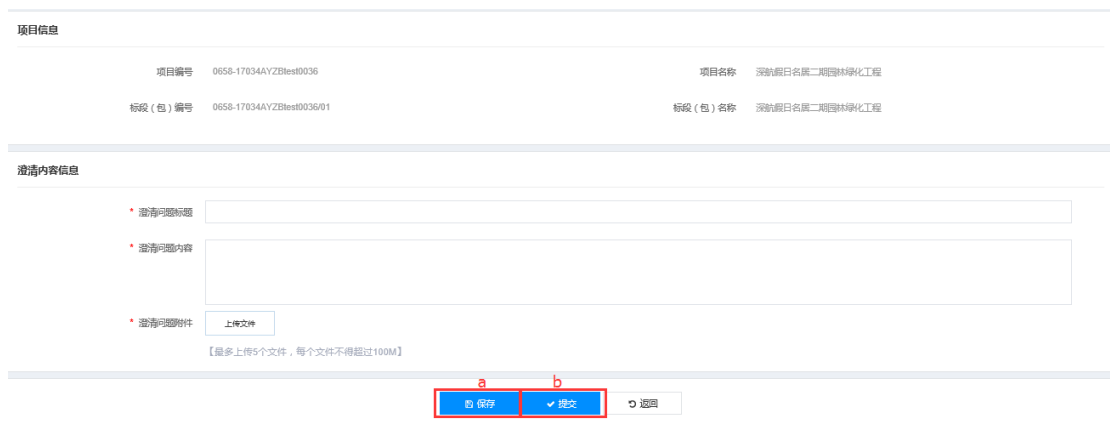 项目信息
项目编号 0658-17034AYZBtest0036 项目名称 深航假日名居二期园林绿化工程
标段（包）编号 0658-17034AYZBtest0036/01 标段（包）名称 深航假日名居二期园林绿化工程
澄清内容信息
* 澄清问题标题
* 澄清问题内容
* 澄清问题附件 上传文件
【最多上传5个文件，每个文件不得超过100M】
a b
保存 提交 返回